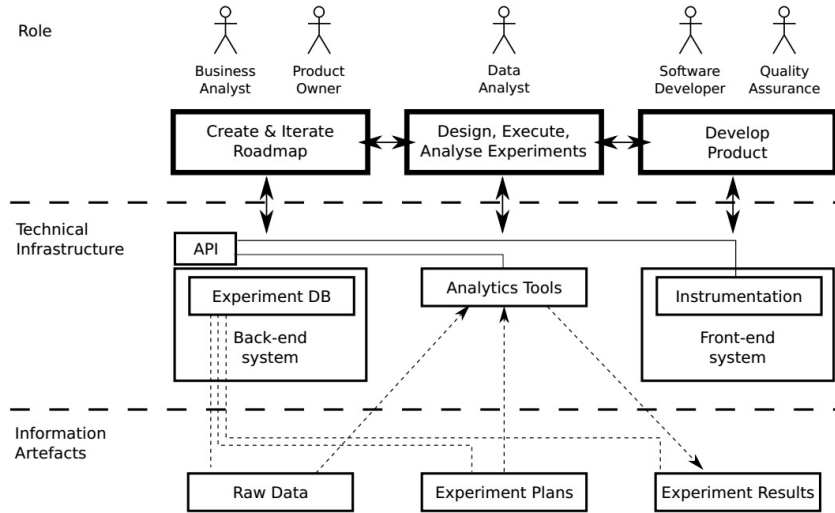 Role
Business
Analyst
Product
Owner
Data
Analyst
Software
Developer
Quality
Assurance
Create & Iterate
Roadmap
Design, Execute,
Analyse Experiments
Develop
Product
Technical
Infrastructure
API
Experiment DB
Analytics Tools
Instrumentation
Back-end
system
Front-end
system
Information
Artefacts
Raw Data
Experiment Plans
Experiment Results